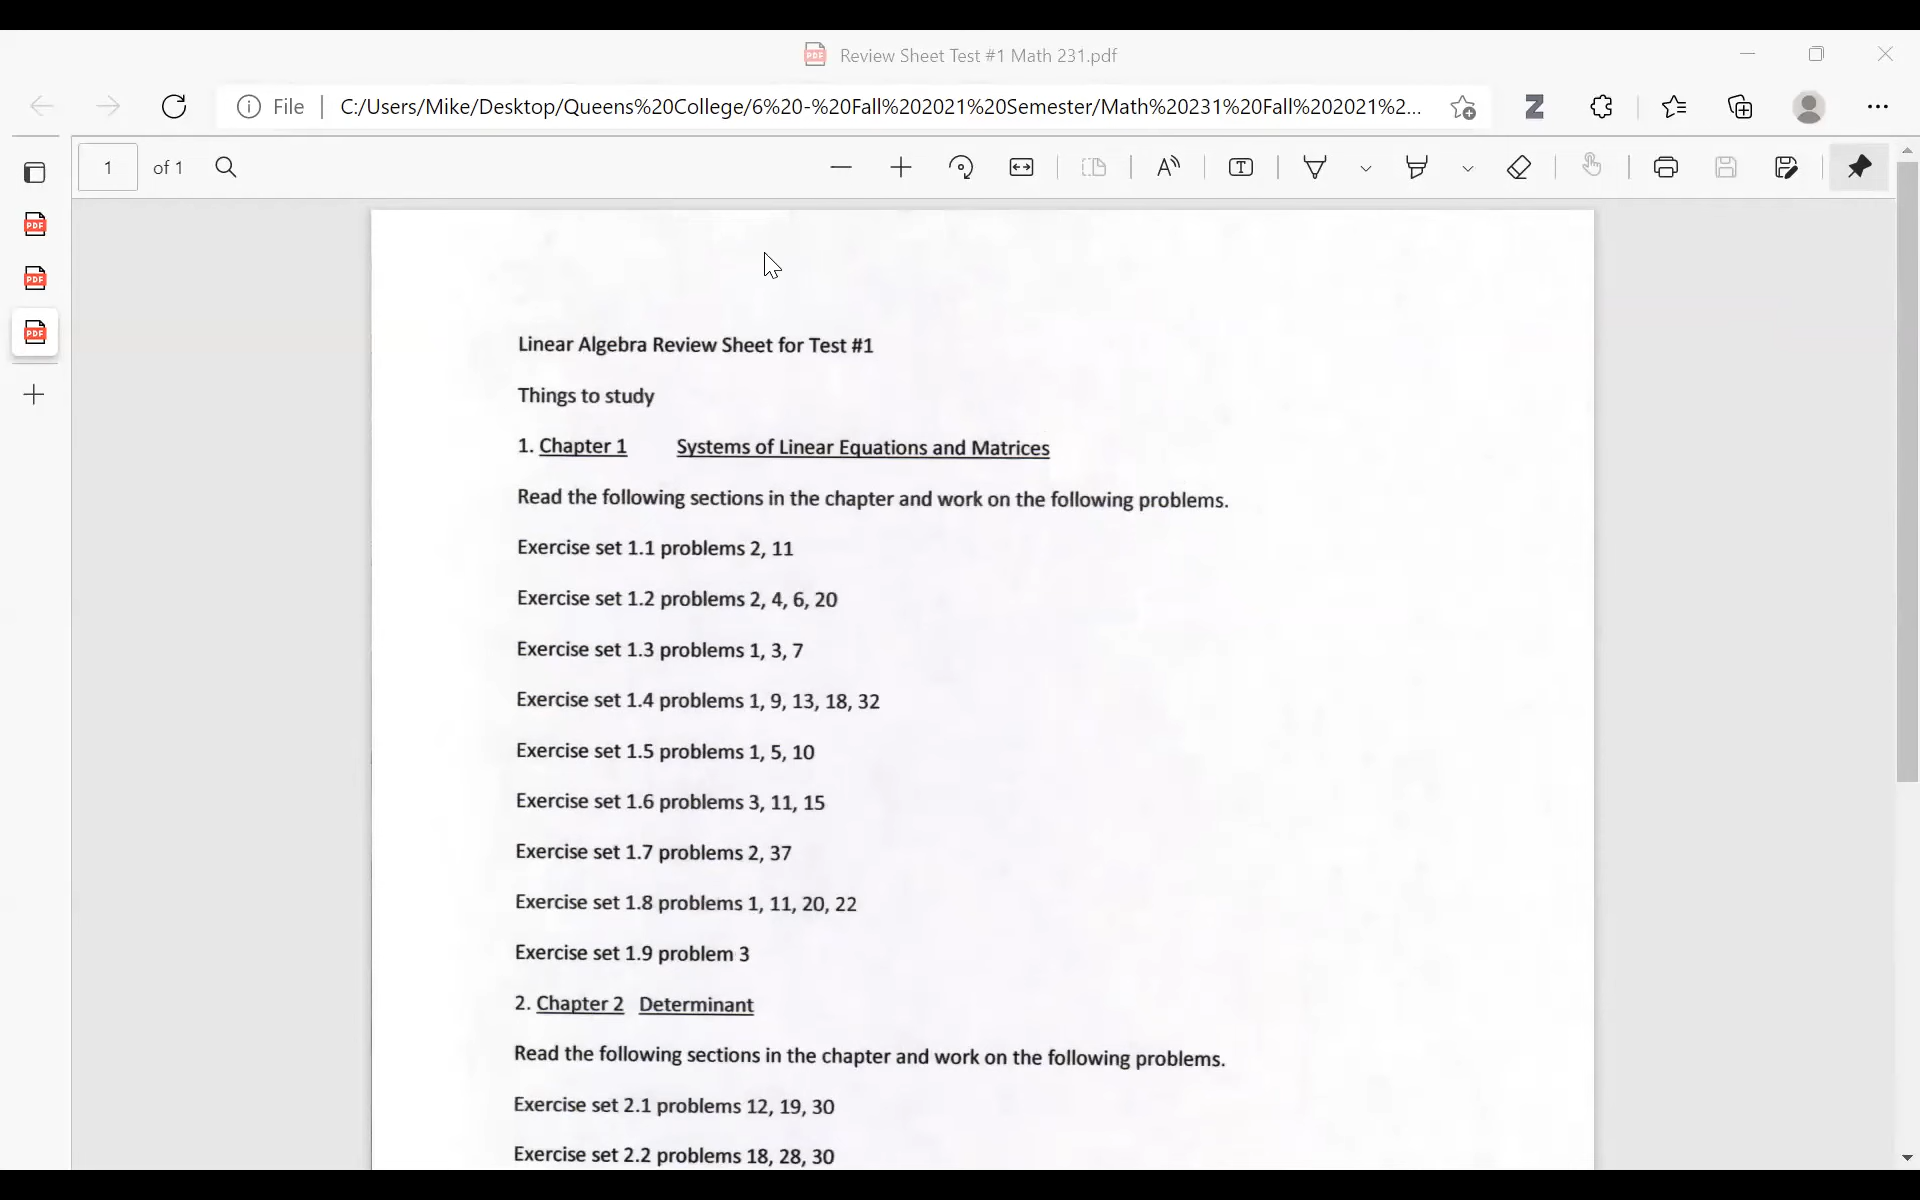 Review Sheet Test #1 Math 231.pdf
File C:/Users/Mike/Desktop/Queens%20College/6%20-%20Fall%202021%20Semester/Math%20231%20Fall%202021%2...
1 of 1
Linear Algebra Review Sheet for Test #1
Things to study
1. Chapter 1 Systems of Linear Equations and Matrices
Read the following sections in the chapter and work on the following problems.
Exercise set 1.1 problems 2, 11
Exercise set 1.2 problems 2, 4, 6, 20
Exercise set 1.3 problems 1, 3, 7
Exercise set 1.4 problems 1, 9, 13, 18, 32
Exercise set 1.5 problems 1, 5, 10
Exercise set 1.6 problems 3, 11, 15
Exercise set 1.7 problems 2, 37
Exercise set 1.8 problems 1, 11, 20, 22
Exercise set 1.9 problem 3
2. Chapter 2 Determinant
Read the following sections in the chapter and work on the following problems.
Exercise set 2.1 problems 12, 19, 30
Exercise set 2.2 problems 18, 28, 30